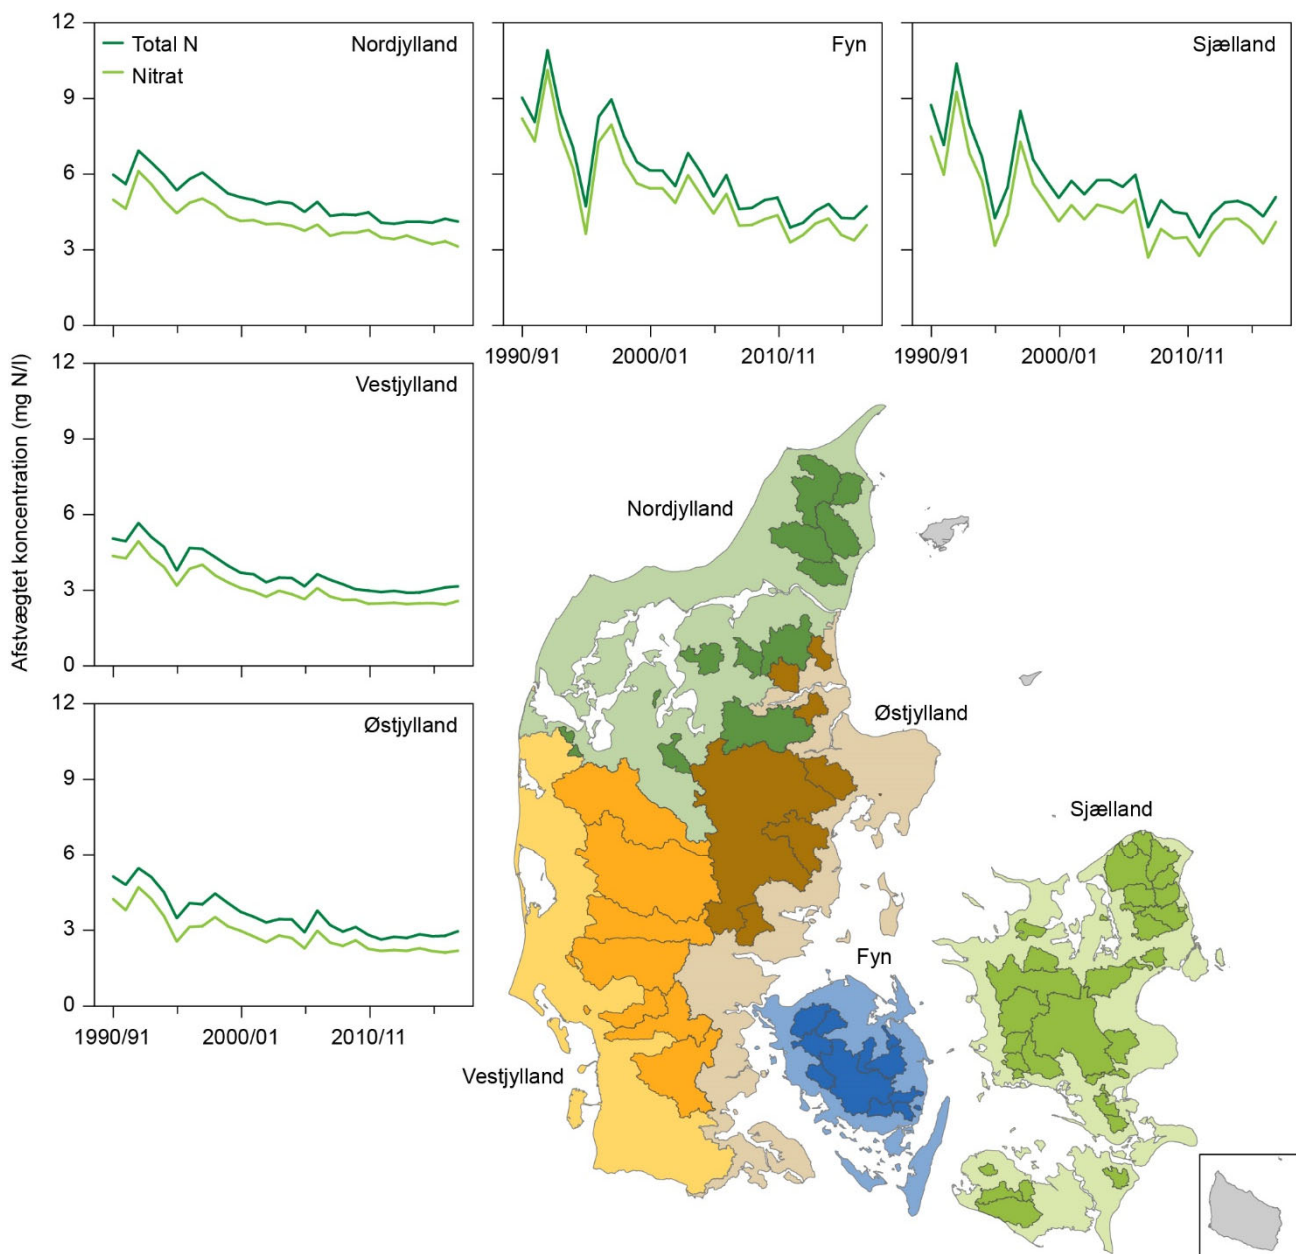 Afstvægtet koncentration (mg N/l)
12
9
6
3
0
Total N
Nitrat
Nordjylland
Fyn
1990/91
2000/01
2010/11
Sjælland
1990/91
2000/01
2010/11
12
9
6
3
0
Vestjylland
12
9
6
3
0
Østjylland
1990/91
2000/01
2010/11
Nordjylland
Østjylland
Sjælland
Fyn
Vestjylland